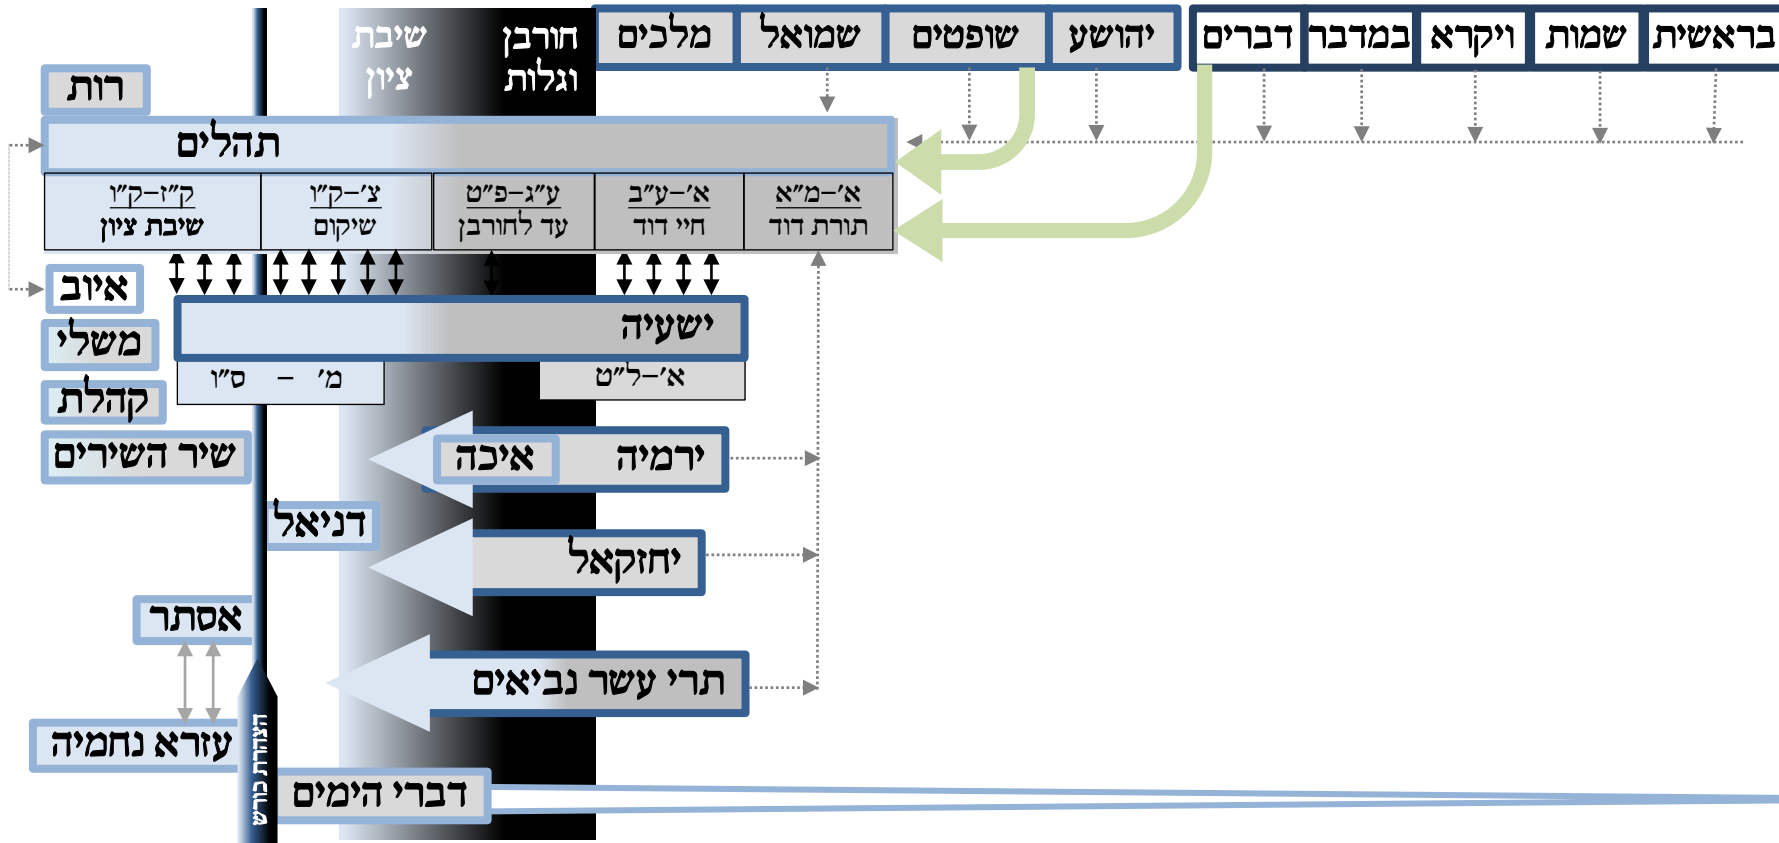 בראשית שמות ויקרא במדבר דברים יהושע שופטים שמואל מלכים
חורבן
וגלות
שיבת
ציון
רות
תהלים
א'-מ"א
תורת דוד
א'-ע"ב
חיי דוד
ע"ג-פ"ט
עד לחורבן
צ'-ק"ו
שיקום
ק"ז-ק"ו
שיבת ציון
איוב
ישעיה
משלי
א'-ל"ט
מ' - ס"ו
קהלת
ירמיה
איכה
שיר השירים
דניאל
יחזקאל
אסתר
תרי עשר נביאים
עזרא נחמיה
הצהרת כורש
דברי הימים